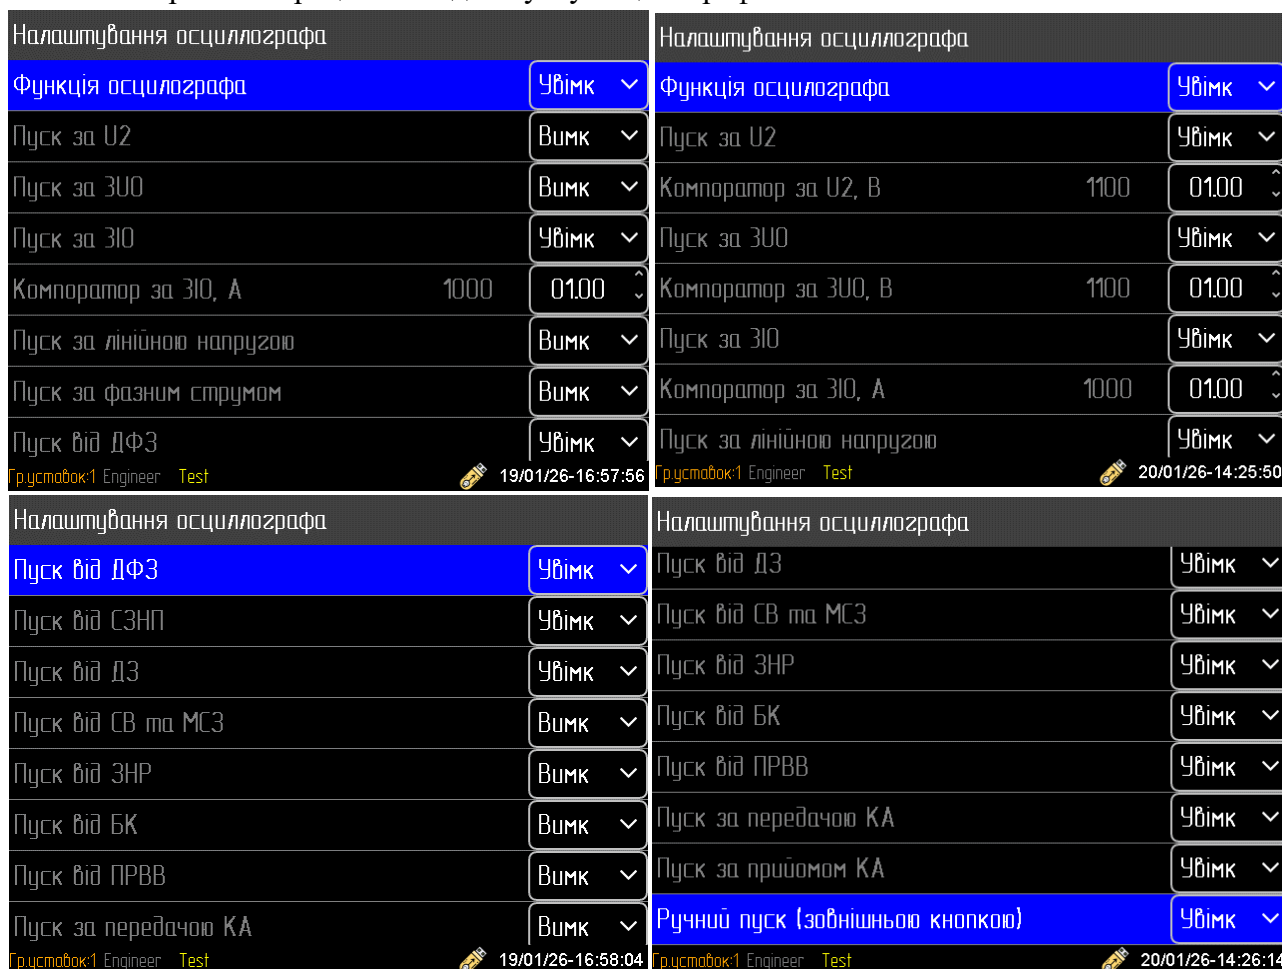 Налаштування осциллографа
Функція осцилографа Увімк
Пуск за U2 Вимк
Пуск за 3U0 Вимк
Пуск за 3I0 Увімк
Компоратор за 3I0, А 1000 01.00
Пуск за лінійною напругою Вимк
Пуск за фазним струмом Вимк
Пуск від ДФЗ Увімк
Гр.уставок:1 Engineer Test 19/01/26-16:57:56
Налаштування осциллографа
Функція осцилографа Увімк
Пуск за U2 Увімк
Компоратор за U2, В 1100 01.00
Пуск за 3U0 Увімк
Компоратор за 3U0, В 1100 01.00
Пуск за 3I0 Увімк
Компоратор за 3I0, А 1000 01.00
Пуск за лінійною напругою Увімк
Гр.уставок:1 Engineer Test 20/01/26-14:25:50
Налаштування осциллографа
Пуск від ДФЗ Увімк
Пуск від СЗНП Увімк
Пуск від ДЗ Увімк
Пуск від СВ та МСЗ Вимк
Пуск від ЗНР Вимк
Пуск від БК Вимк
Пуск від ПРВВ Вимк
Пуск за передачою КА Вимк
Гр.уставок:1 Engineer Test 19/01/26-16:58:04
Налаштування осциллографа
Пуск від ДЗ Увімк
Пуск від СВ та МСЗ Увімк
Пуск від ЗНР Увімк
Пуск від БК Увімк
Пуск від ПРВВ Увімк
Пуск за передачою КА Увімк
Пуск за прийомом КА Увімк
Ручний пуск (зовнішньою кнопкою) Увімк
Гр.уставок:1 Engineer Test 20/01/26-14:26:14